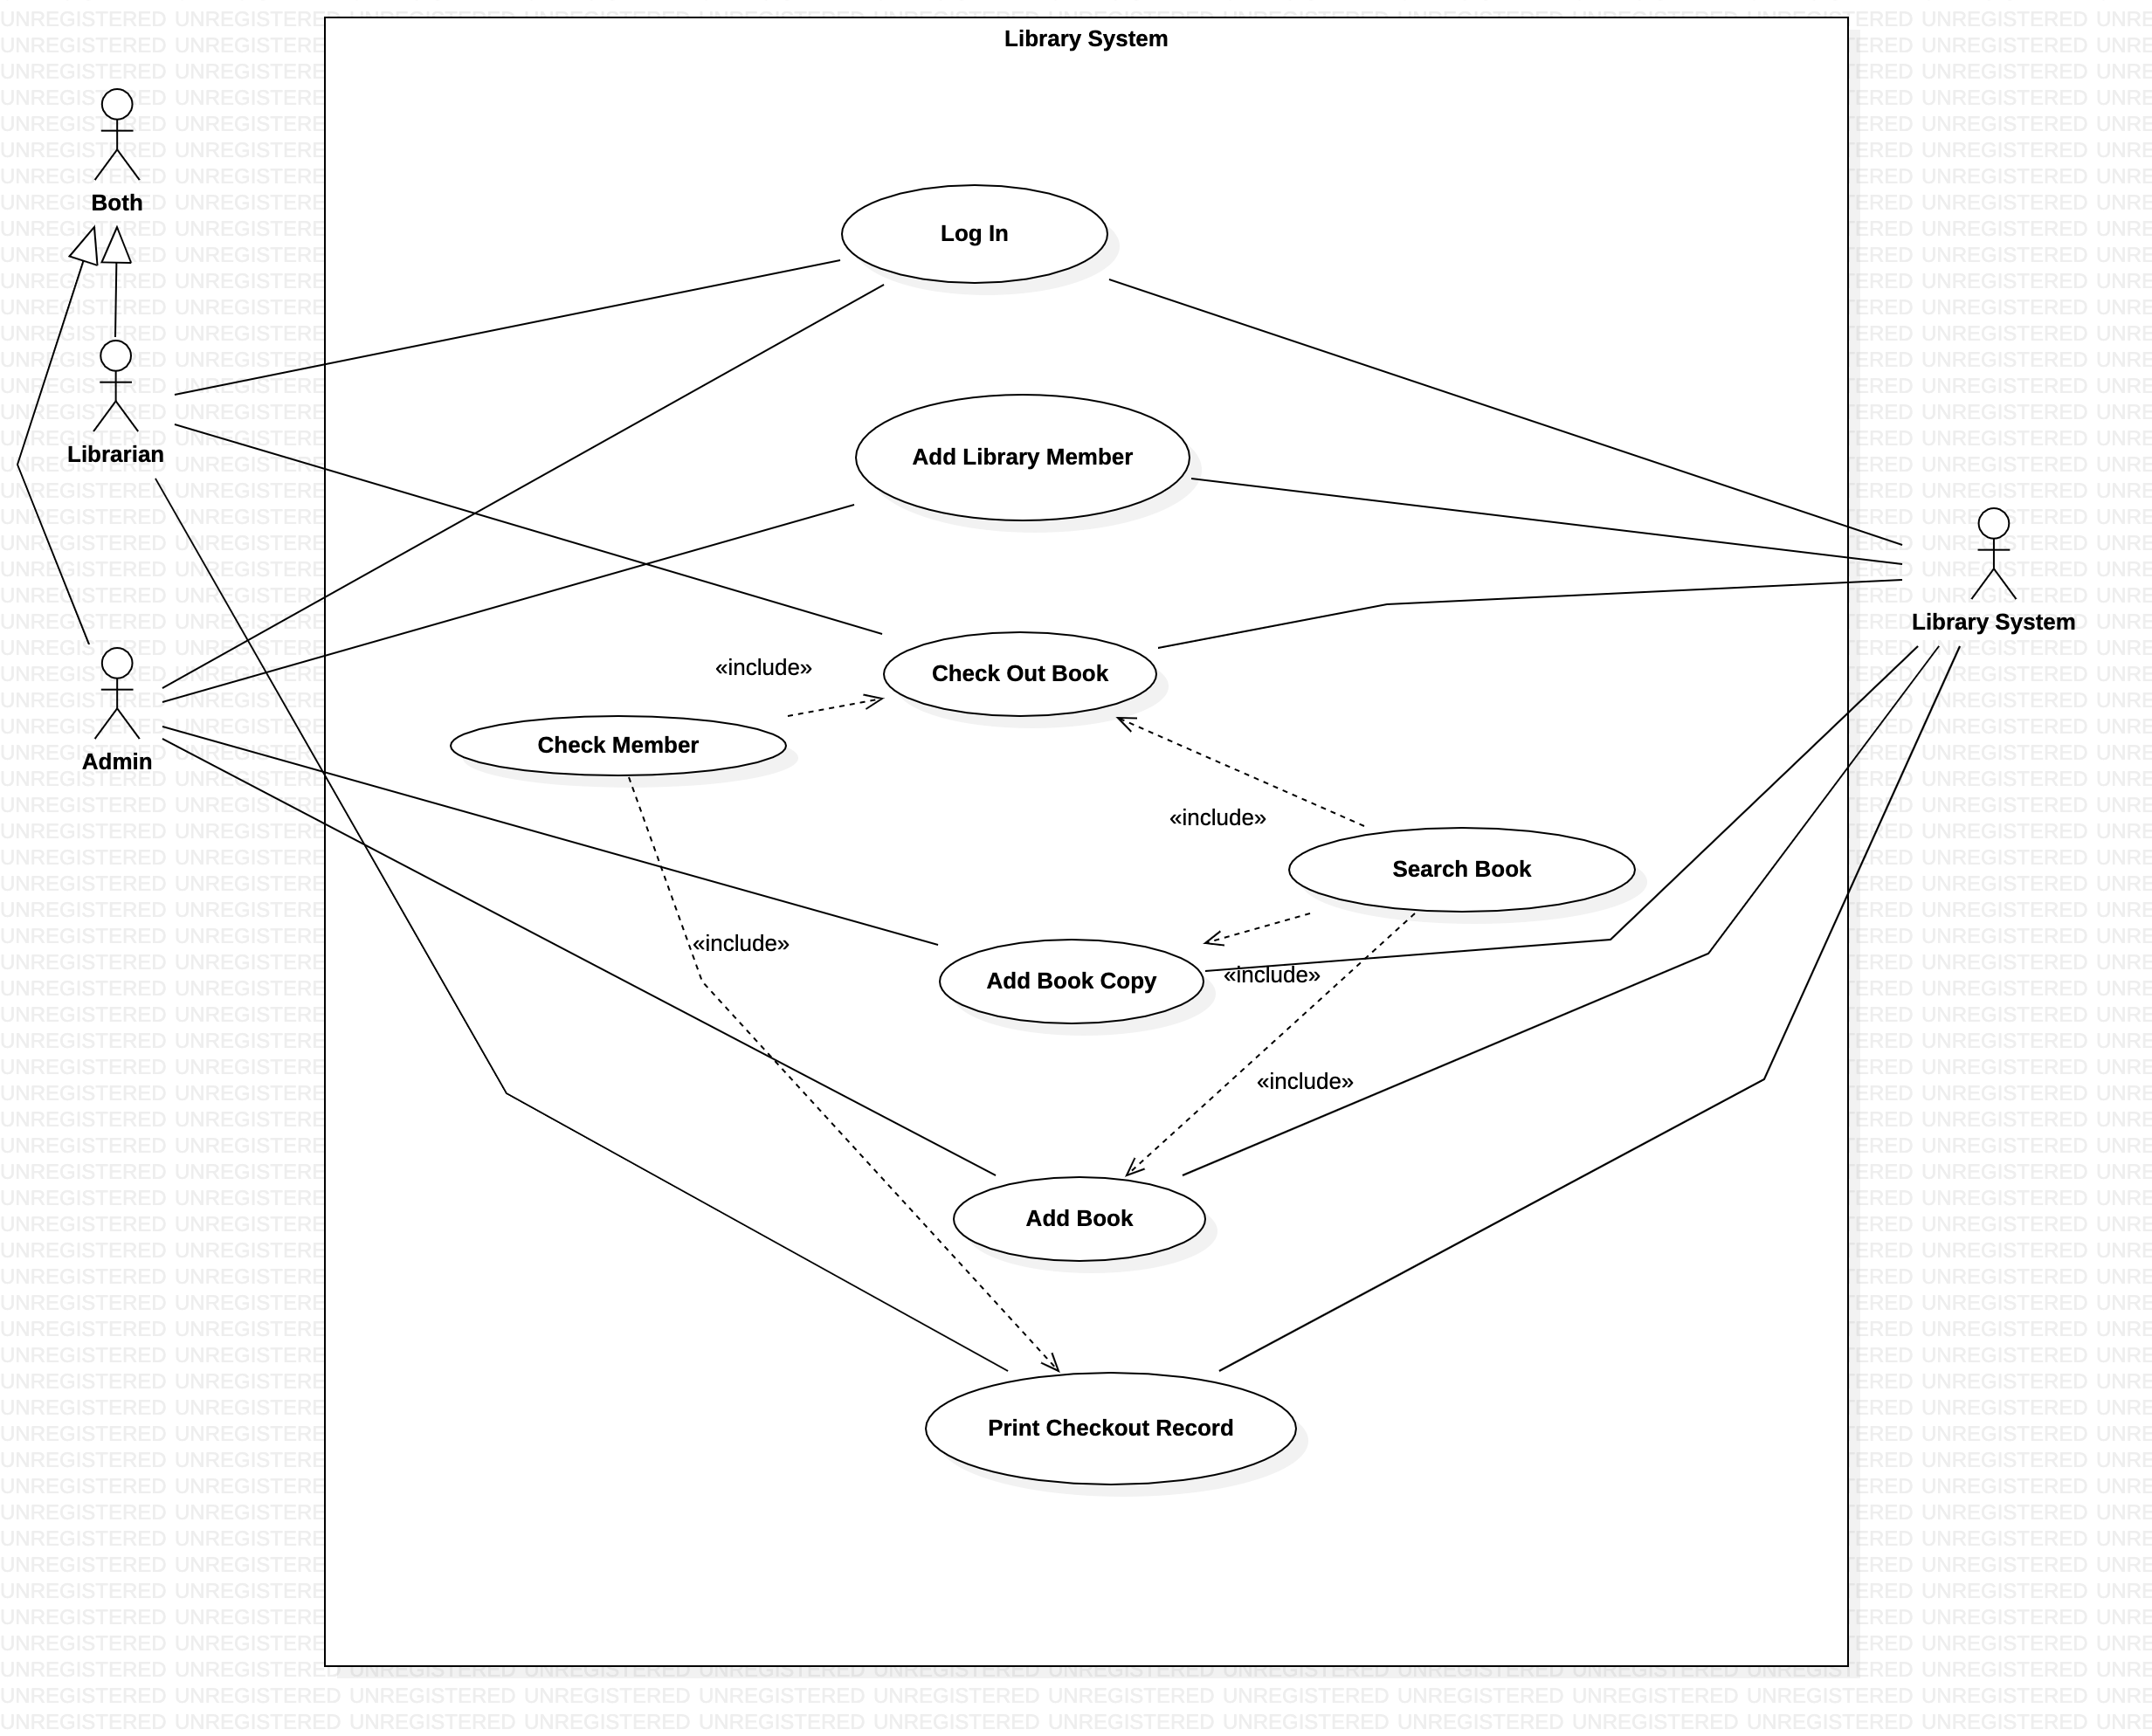 Library System
Both
Log In
Librarian
Add Library Member
Library System
«include»
Check Out Book
Check Member
Admin
«include»
Search Book
«include»
Add Book Copy
«include»
«include»
Add Book
Print Checkout Record
UNREGISTERED UNREGISTERED UNREGISTERED UNREGISTERED UNREGISTERED UNREGISTERED UNREGISTERED UNREGISTERED UNREGISTERED UNREGISTERED UNREGISTERED UNREGISTERED